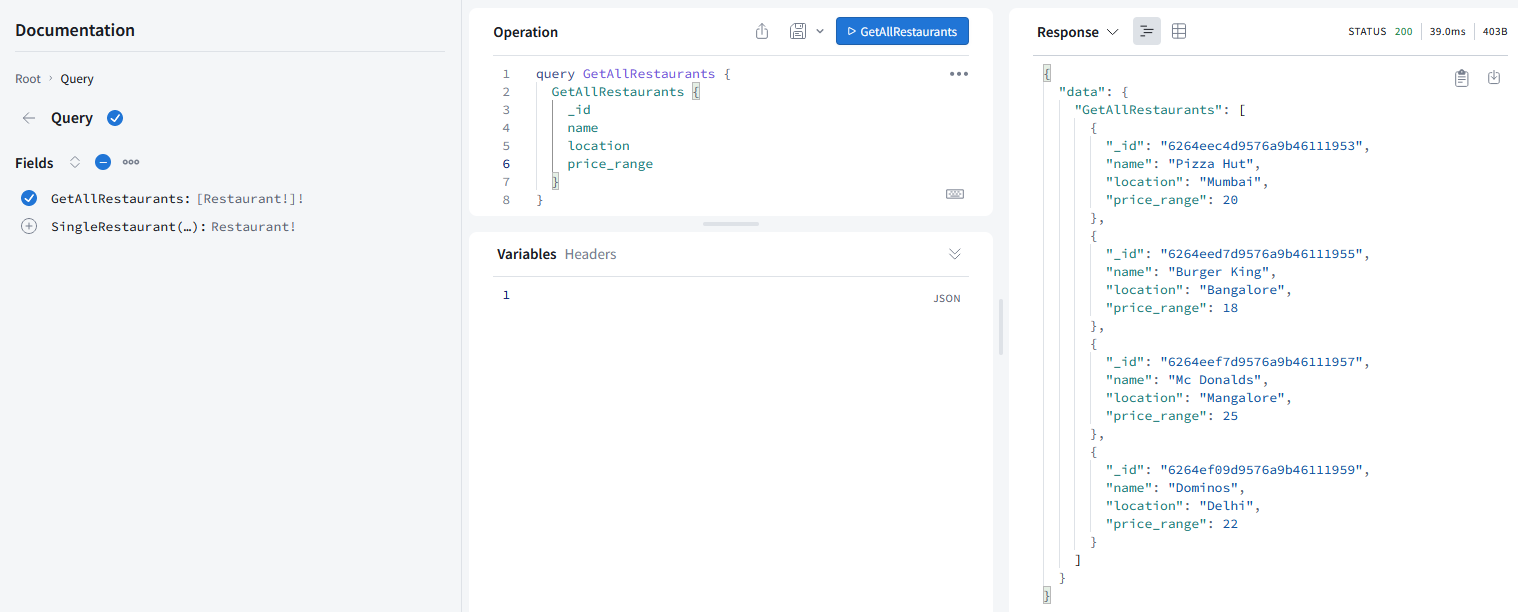 Documentation
Root › Query
Query
Fields
GetAllRestaurants: [Restaurant!]!
SingleRestaurant(…): Restaurant!
Operation
GetAllRestaurants
1 query GetAllRestaurants {
2 GetAllRestaurants {
3 _id
4 name
5 location
6 price_range
7 }
8 }
Variables Headers
1
JSON
Response
STATUS 200 39.0ms 403B
{
"data": {
"GetAllRestaurants": [
{
"_id": "6264eec4d9576a9b46111953",
"name": "Pizza Hut",
"location": "Mumbai",
"price_range": 20
},
{
"_id": "6264eed7d9576a9b46111955",
"name": "Burger King",
"location": "Bangalore",
"price_range": 18
},
{
"_id": "6264eef7d9576a9b46111957",
"name": "Mc Donalds",
"location": "Mangalore",
"price_range": 25
},
{
"_id": "6264ef09d9576a9b46111959",
"name": "Dominos",
"location": "Delhi",
"price_range": 22
}
]
}
}